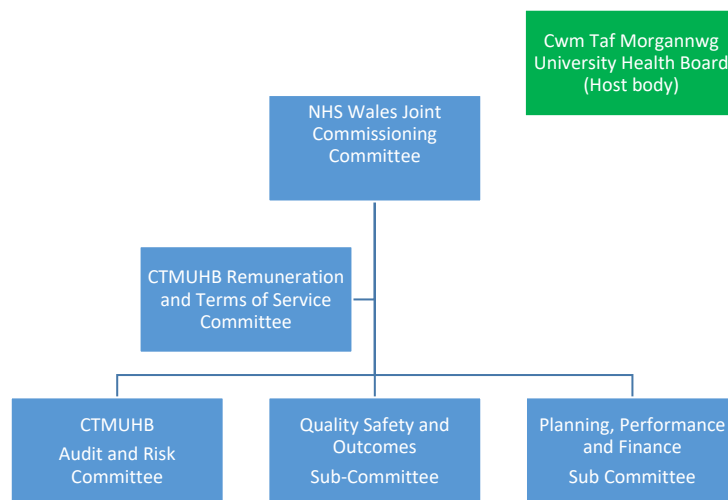 Cwm Taf Morgannwg
University Health Board
(Host body)
NHS Wales Joint
Commissioning
Committee
CTMUHB Remuneration
and Terms of Service
Committee
CTMUHB
Audit and Risk
Committee
Quality Safety and
Outcomes
Sub-Committee
Planning, Performance
and Finance
Sub Committee